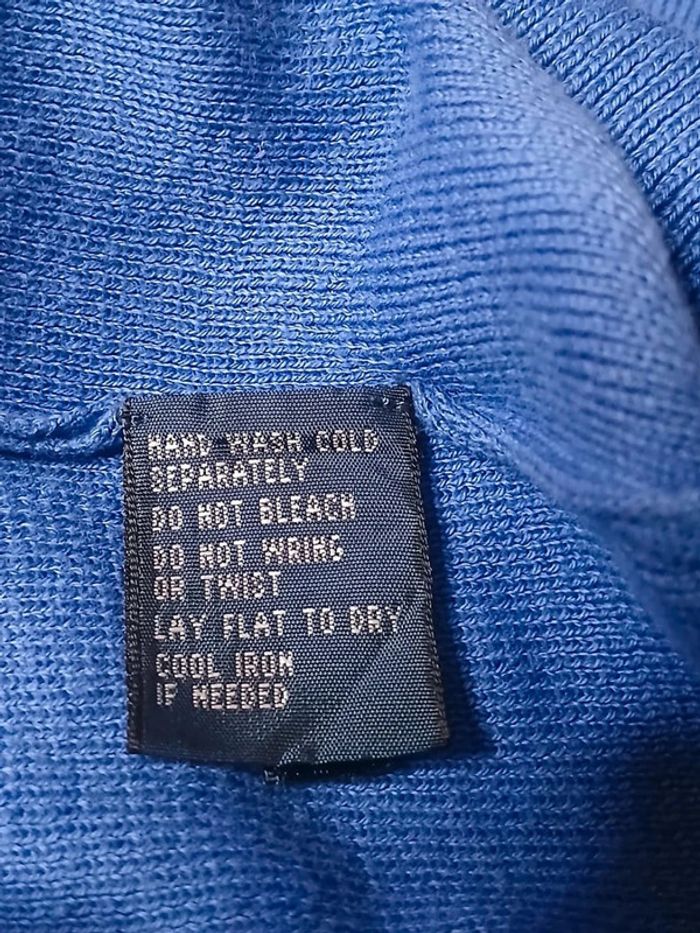 HAND WASH COLD
SEPARATELY
DO NOT BLEACH
DO NOT WRING
OR TWIST
LAY FLAT TO DRY
COOL IRON
IF NEEDED